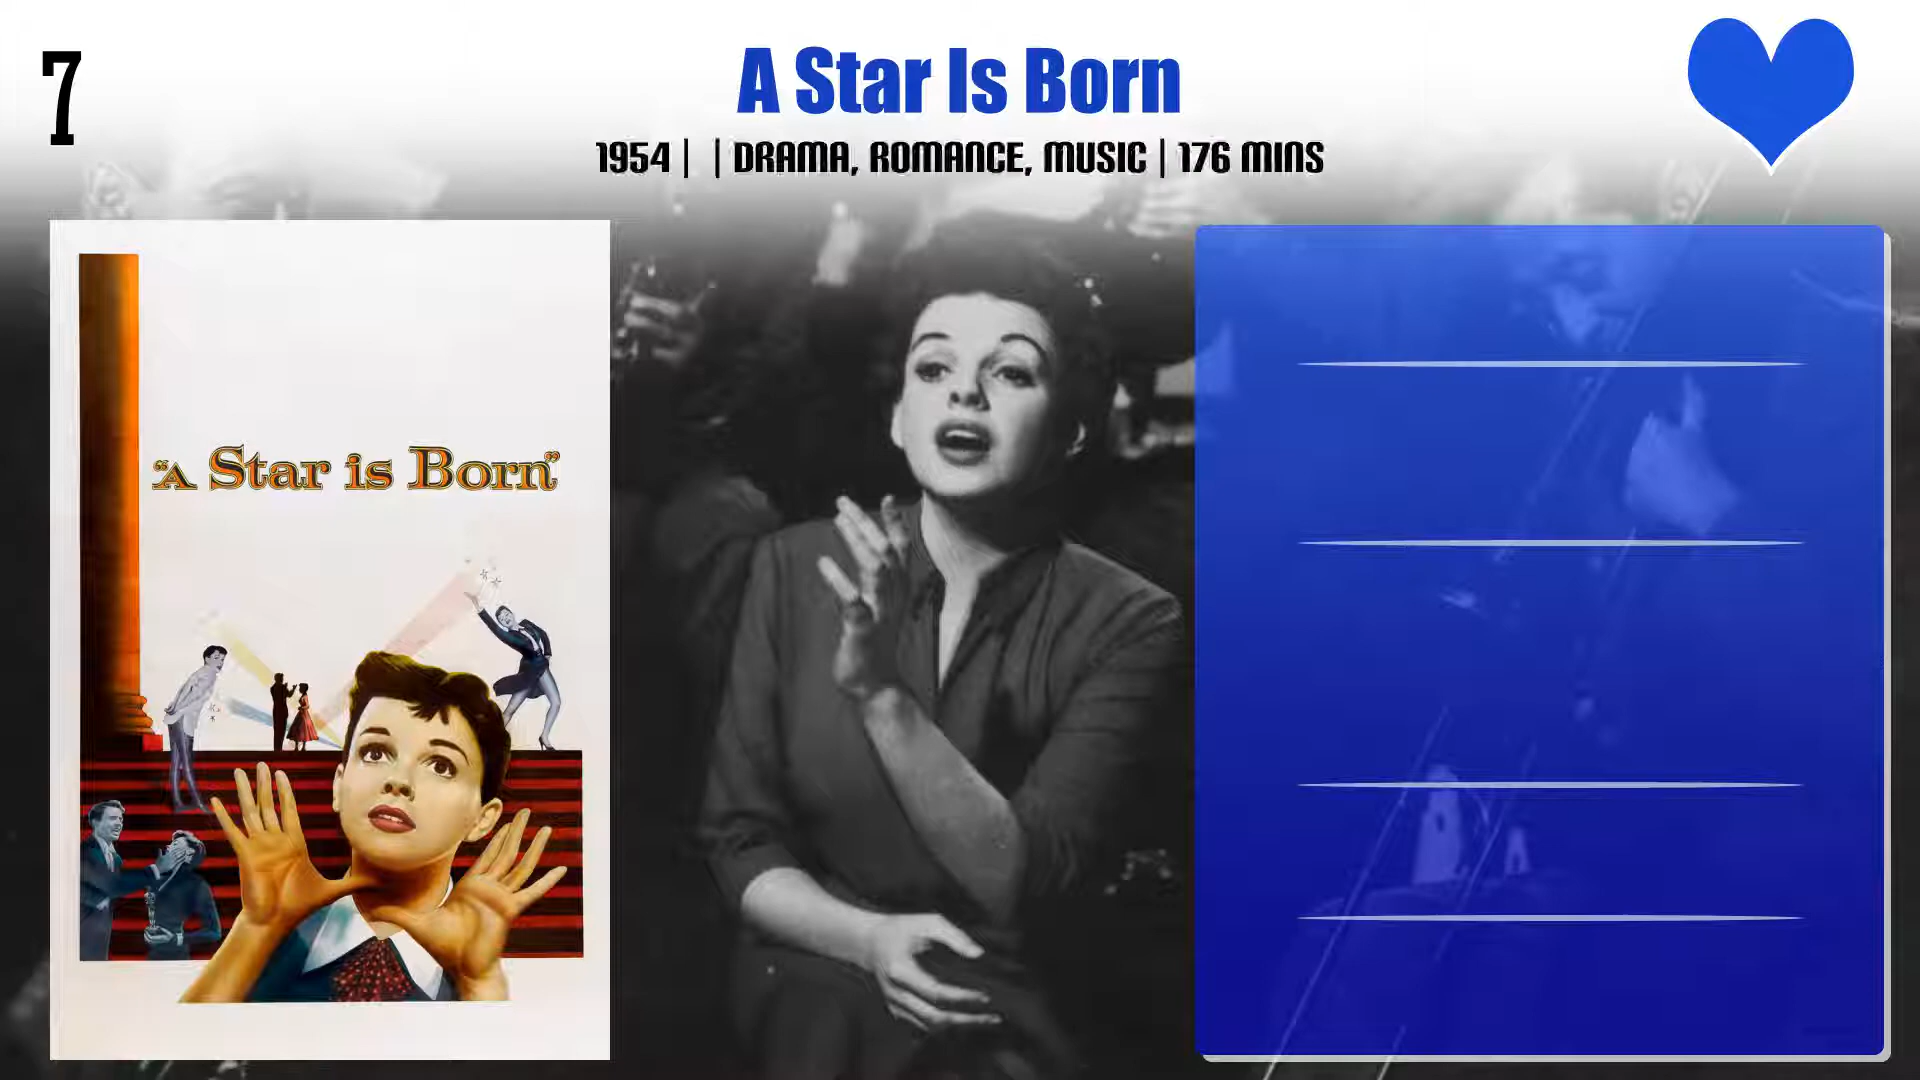 7
A Star Is Born
1954 | | DRAMA, ROMANCE, MUSIC | 176 MINS
"A Star is Born"